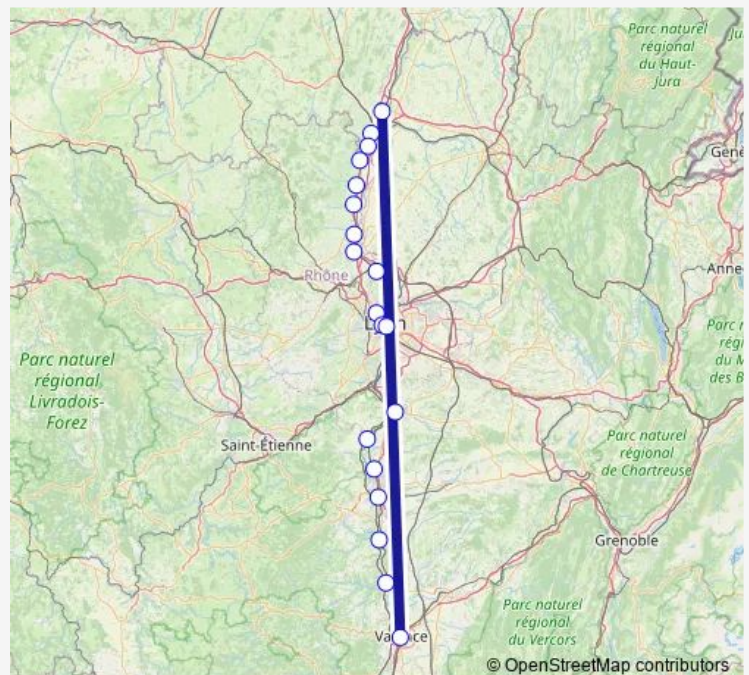 Parc naturel
régional
du Haut-
Jura
Rhône
Saint-Étienne
Parc naturel
régional
Livradois-
Forez
Parc naturel
régional
de Chartreuse
Grenoble
Parc naturel
régional
du Vercors
© OpenStreetMap contributors